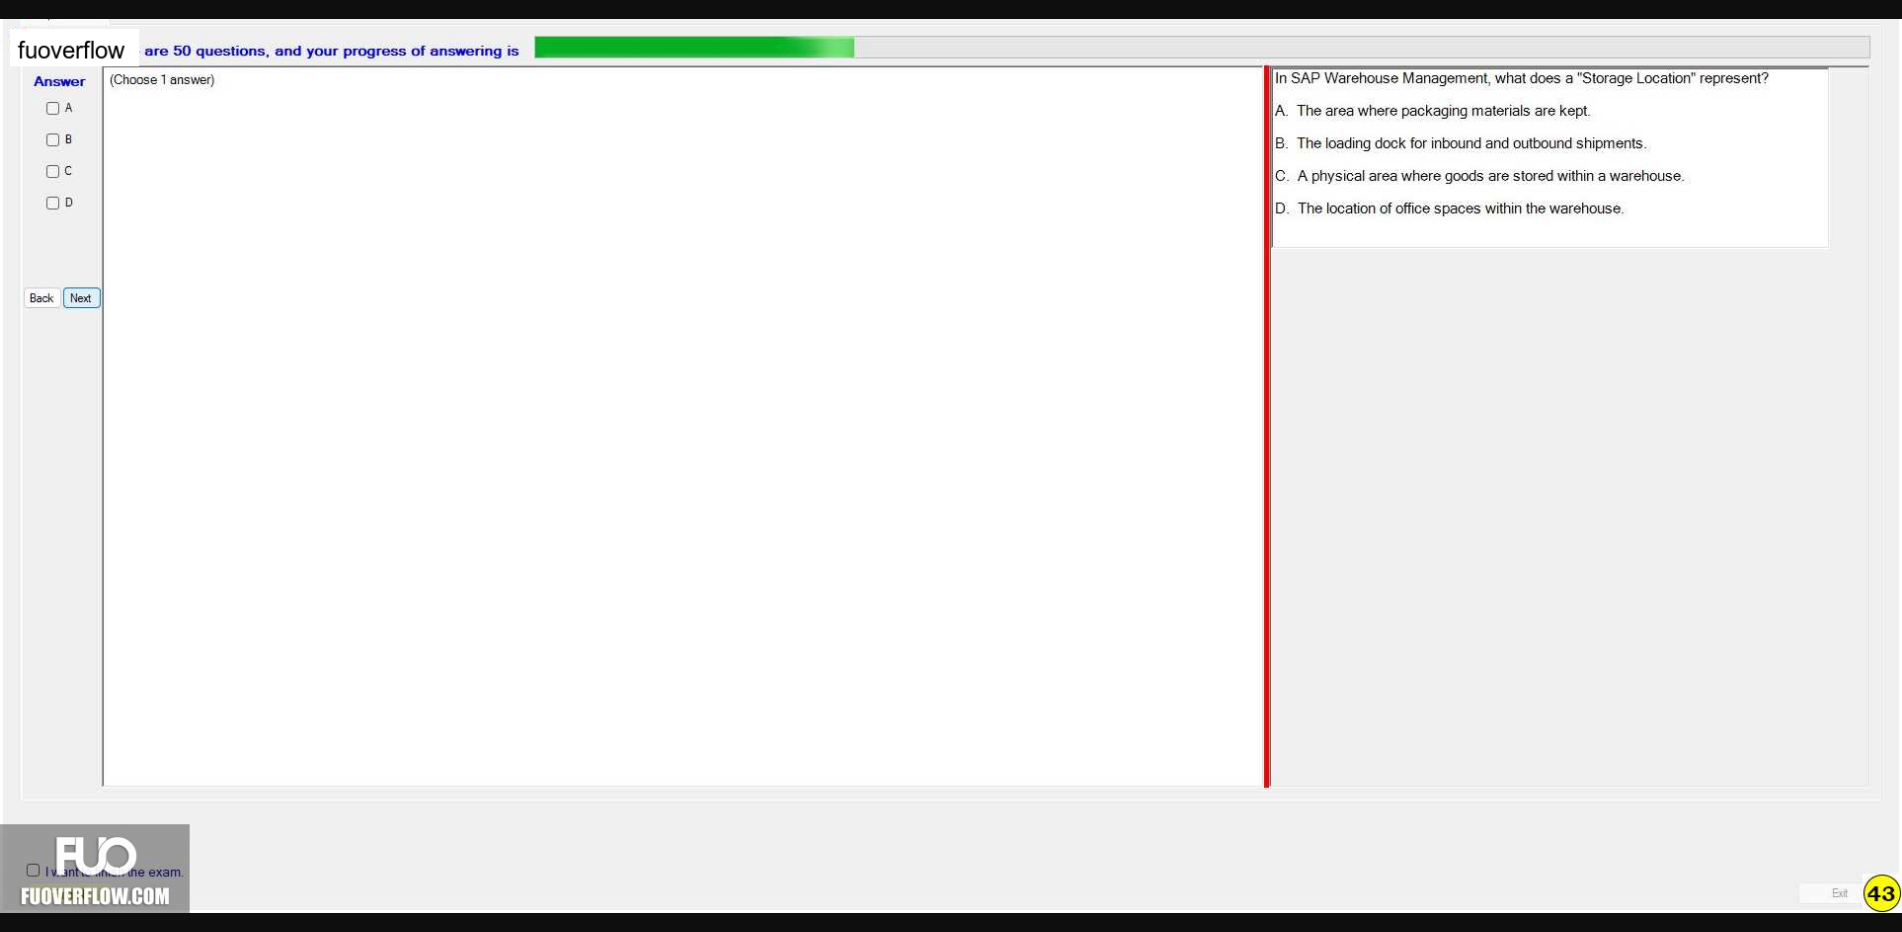 fuoverflow are 50 questions, and your progress of answering is
Answer
(Choose 1 answer)
A
B
C
D
Back Next
In SAP Warehouse Management, what does a "Storage Location" represent?
A. The area where packaging materials are kept.
B. The loading dock for inbound and outbound shipments.
C. A physical area where goods are stored within a warehouse.
D. The location of office spaces within the warehouse.
FUO
I want to finish the exam.
FUOVERFLOW.COM
Exit 43